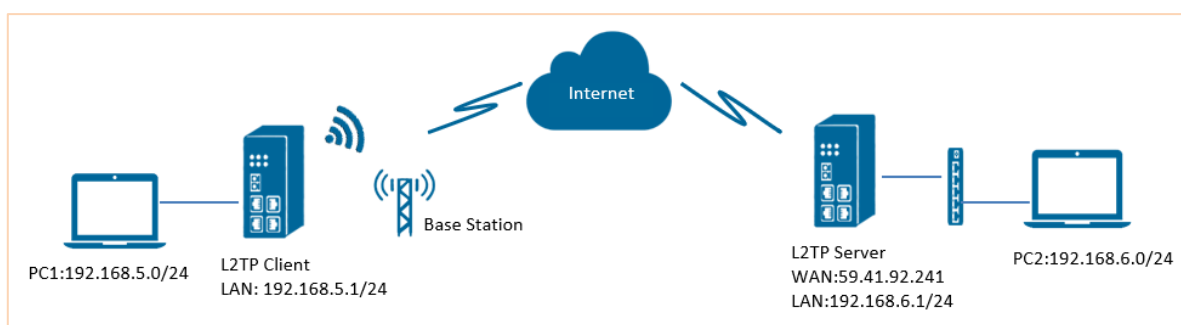 Internet
Base Station
PC1:192.168.5.0/24
L2TP Client
LAN: 192.168.5.1/24
L2TP Server
WAN:59.41.92.241
LAN:192.168.6.1/24
PC2:192.168.6.0/24